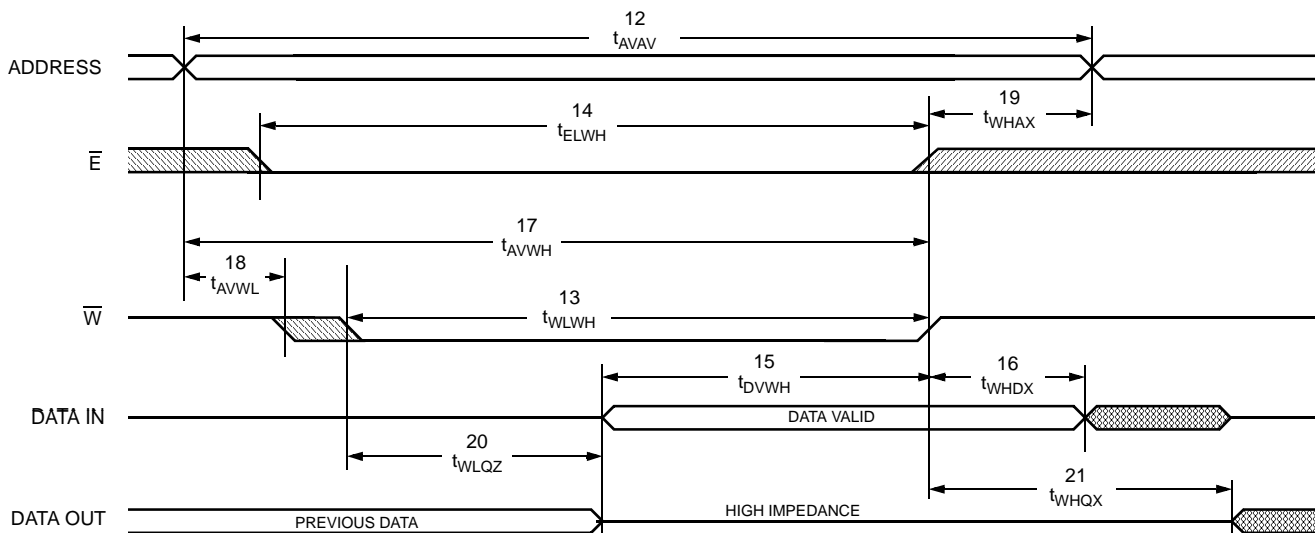 12
tAVAV
ADDRESS
14
tELWH
19
tWHAX
E̅
17
tAVWH
18
tAVWL
W̅
13
tWLWH
15
tDVWH
16
tWHDX
DATA IN
DATA VALID
20
tWLQZ
21
tWHQX
DATA OUT
PREVIOUS DATA
HIGH IMPEDANCE